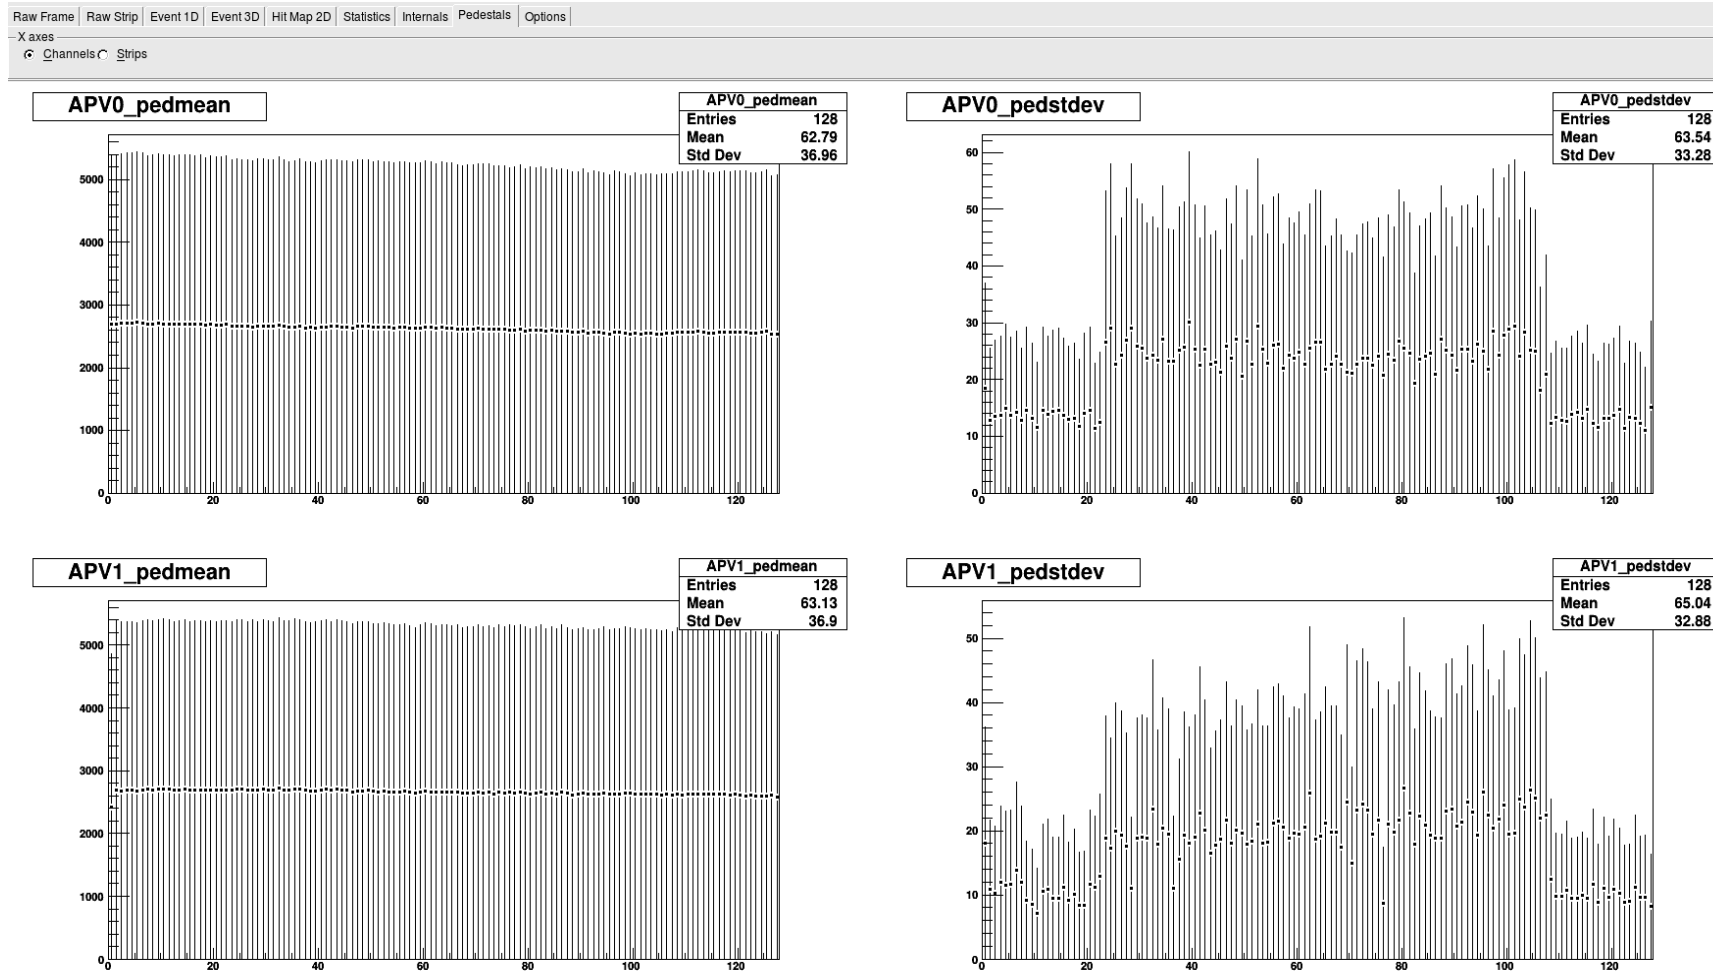 Raw Frame Raw Strip Event 1D Event 3D Hit Map 2D Statistics Internals Pedestals Options
X axes
Channels Strips
APV0_pedmean
APV0_pedmean
Entries 128
Mean 62.79
Std Dev 36.96
5000
4000
3000
2000
1000
0
0 20 40 60 80 100 120
APV0_pedstdev
APV0_pedstdev
Entries 128
Mean 63.54
Std Dev 33.28
60
50
40
30
20
10
0
0 20 40 60 80 100 120
APV1_pedmean
APV1_pedmean
Entries 128
Mean 63.13
Std Dev 36.9
5000
4000
3000
2000
1000
0
0 20 40 60 80 100 120
APV1_pedstdev
APV1_pedstdev
Entries 128
Mean 65.04
Std Dev 32.88
50
40
30
20
10
0
0 20 40 60 80 100 120